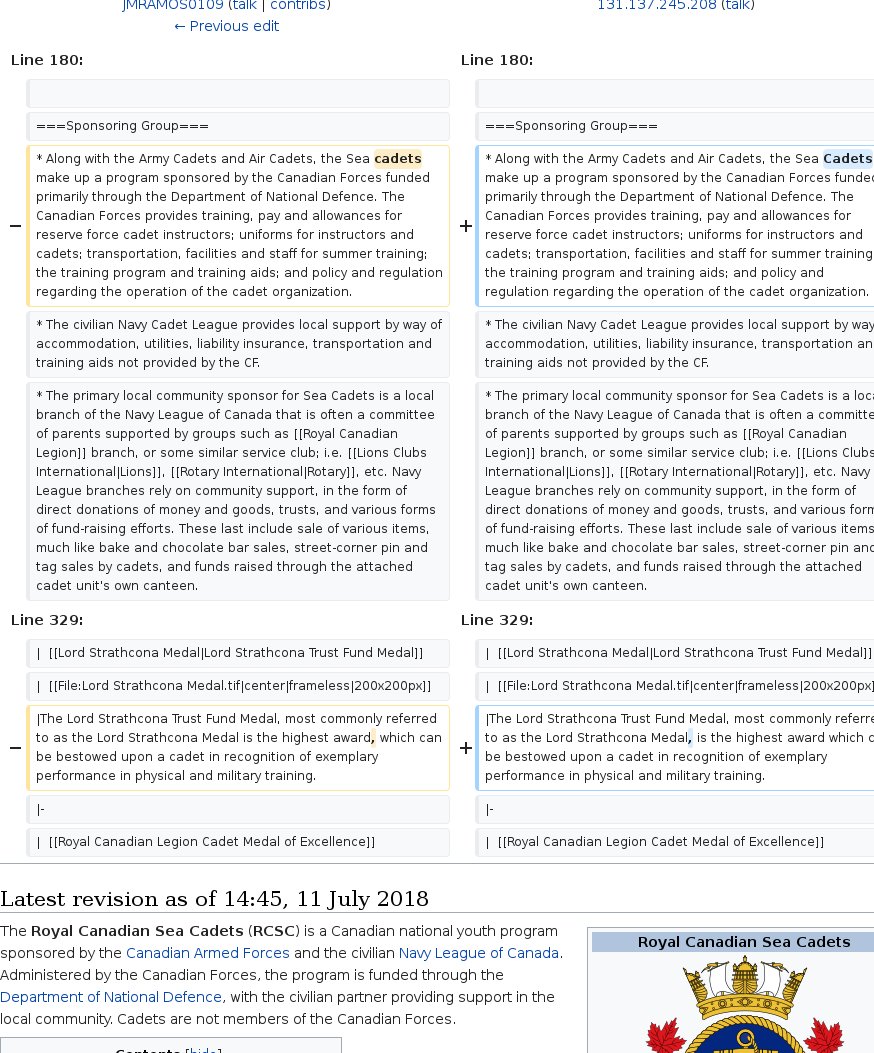 JMRAMOS0109 (talk | contribs)
← Previous edit
131.137.245.208 (talk)
Line 180:
===Sponsoring Group===
* Along with the Army Cadets and Air Cadets, the Sea cadets
make up a program sponsored by the Canadian Forces funded
primarily through the Department of National Defence. The
Canadian Forces provides training, pay and allowances for
reserve force cadet instructors; uniforms for instructors and
cadets; transportation, facilities and staff for summer training;
the training program and training aids; and policy and regulation
regarding the operation of the cadet organization.
* The civilian Navy Cadet League provides local support by way of
accommodation, utilities, liability insurance, transportation and
training aids not provided by the CF.
* The primary local community sponsor for Sea Cadets is a local
branch of the Navy League of Canada that is often a committee
of parents supported by groups such as [[Royal Canadian
Legion]] branch, or some similar service club; i.e. [[Lions Clubs
International|Lions]], [[Rotary International|Rotary]], etc. Navy
League branches rely on community support, in the form of
direct donations of money and goods, trusts, and various forms
of fund-raising efforts. These last include sale of various items,
much like bake and chocolate bar sales, street-corner pin and
tag sales by cadets, and funds raised through the attached
cadet unit's own canteen.
Line 180:
===Sponsoring Group===
* Along with the Army Cadets and Air Cadets, the Sea Cadets
make up a program sponsored by the Canadian Forces funded
primarily through the Department of National Defence. The
Canadian Forces provides training, pay and allowances for
reserve force cadet instructors; uniforms for instructors and
cadets; transportation, facilities and staff for summer training;
the training program and training aids; and policy and
regulation regarding the operation of the cadet organization.
* The civilian Navy Cadet League provides local support by way
accommodation, utilities, liability insurance, transportation an
training aids not provided by the CF.
* The primary local community sponsor for Sea Cadets is a loca
branch of the Navy League of Canada that is often a committe
of parents supported by groups such as [[Royal Canadian
Legion]] branch, or some similar service club; i.e. [[Lions Clubs
International|Lions]], [[Rotary International|Rotary]], etc. Navy
League branches rely on community support, in the form of
direct donations of money and goods, trusts, and various form
of fund-raising efforts. These last include sale of various items
much like bake and chocolate bar sales, street-corner pin and
tag sales by cadets, and funds raised through the attached
cadet unit's own canteen.
Line 329:
| [[Lord Strathcona Medal|Lord Strathcona Trust Fund Medal]]
| [[File:Lord Strathcona Medal.tif|center|frameless|200x200px]]
− |The Lord Strathcona Trust Fund Medal, most commonly referred
to as the Lord Strathcona Medal is the highest award, which can
be bestowed upon a cadet in recognition of exemplary
performance in physical and military training.
|-
| [[Royal Canadian Legion Cadet Medal of Excellence]]
Line 329:
| [[Lord Strathcona Medal|Lord Strathcona Trust Fund Medal]]
| [[File:Lord Strathcona Medal.tif|center|frameless|200x200px]
+ |The Lord Strathcona Trust Fund Medal, most commonly referre
to as the Lord Strathcona Medal, is the highest award which c
be bestowed upon a cadet in recognition of exemplary
performance in physical and military training.
|-
| [[Royal Canadian Legion Cadet Medal of Excellence]]
Latest revision as of 14:45, 11 July 2018
The Royal Canadian Sea Cadets (RCSC) is a Canadian national youth program
sponsored by the Canadian Armed Forces and the civilian Navy League of Canada.
Administered by the Canadian Forces, the program is funded through the
Department of National Defence, with the civilian partner providing support in the
local community. Cadets are not members of the Canadian Forces.
Contents [hide]
Royal Canadian Sea Cadets